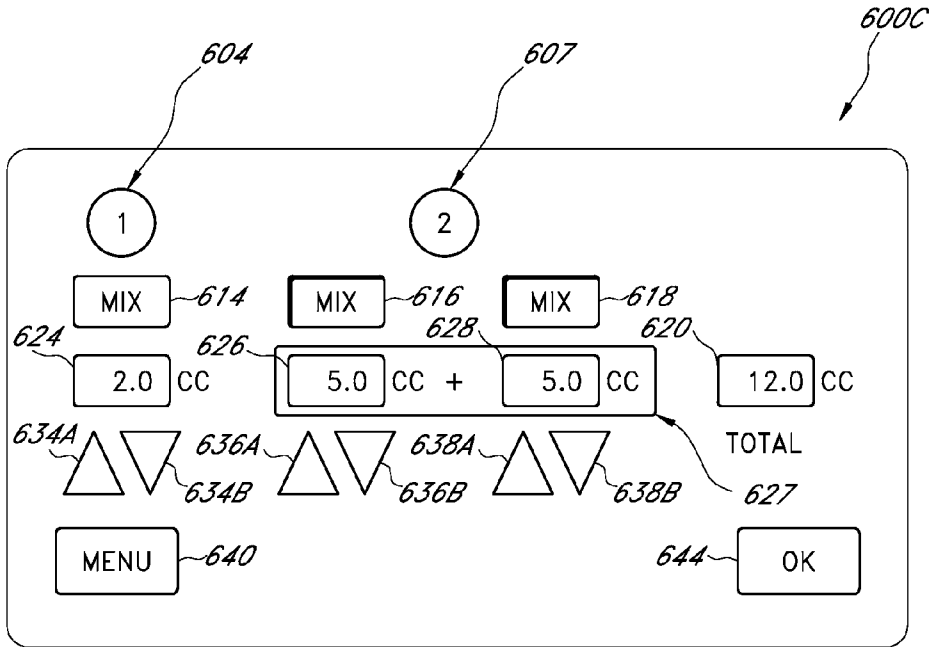 600C
604 607
1 2
MIX 614 MIX 616 MIX 618
624 626 628 620
2.0 CC 5.0 CC + 5.0 CC 12.0 CC
634A 634B 636A 636B 638A 638B 627 TOTAL
MENU 640 644 OK